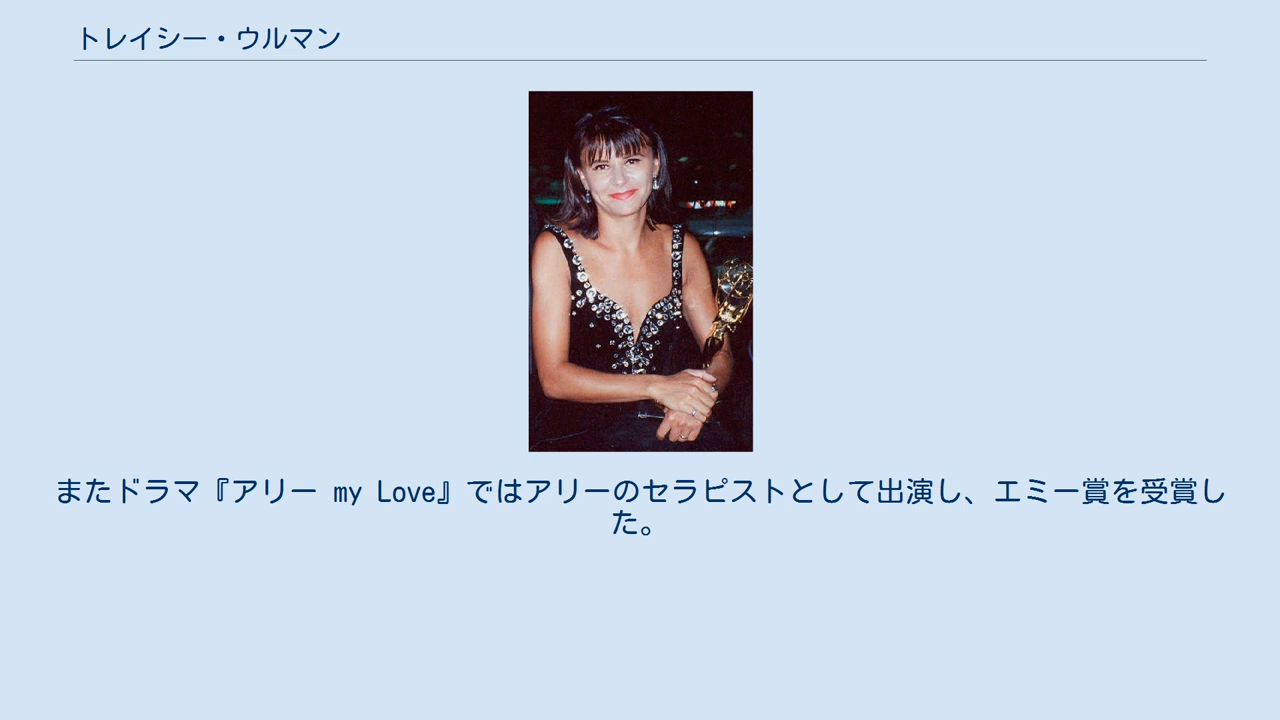 トレイシー・ウルマン
またドラマ『アリー my Love』ではアリーのセラピストとして出演し、エミー賞を受賞し
た。